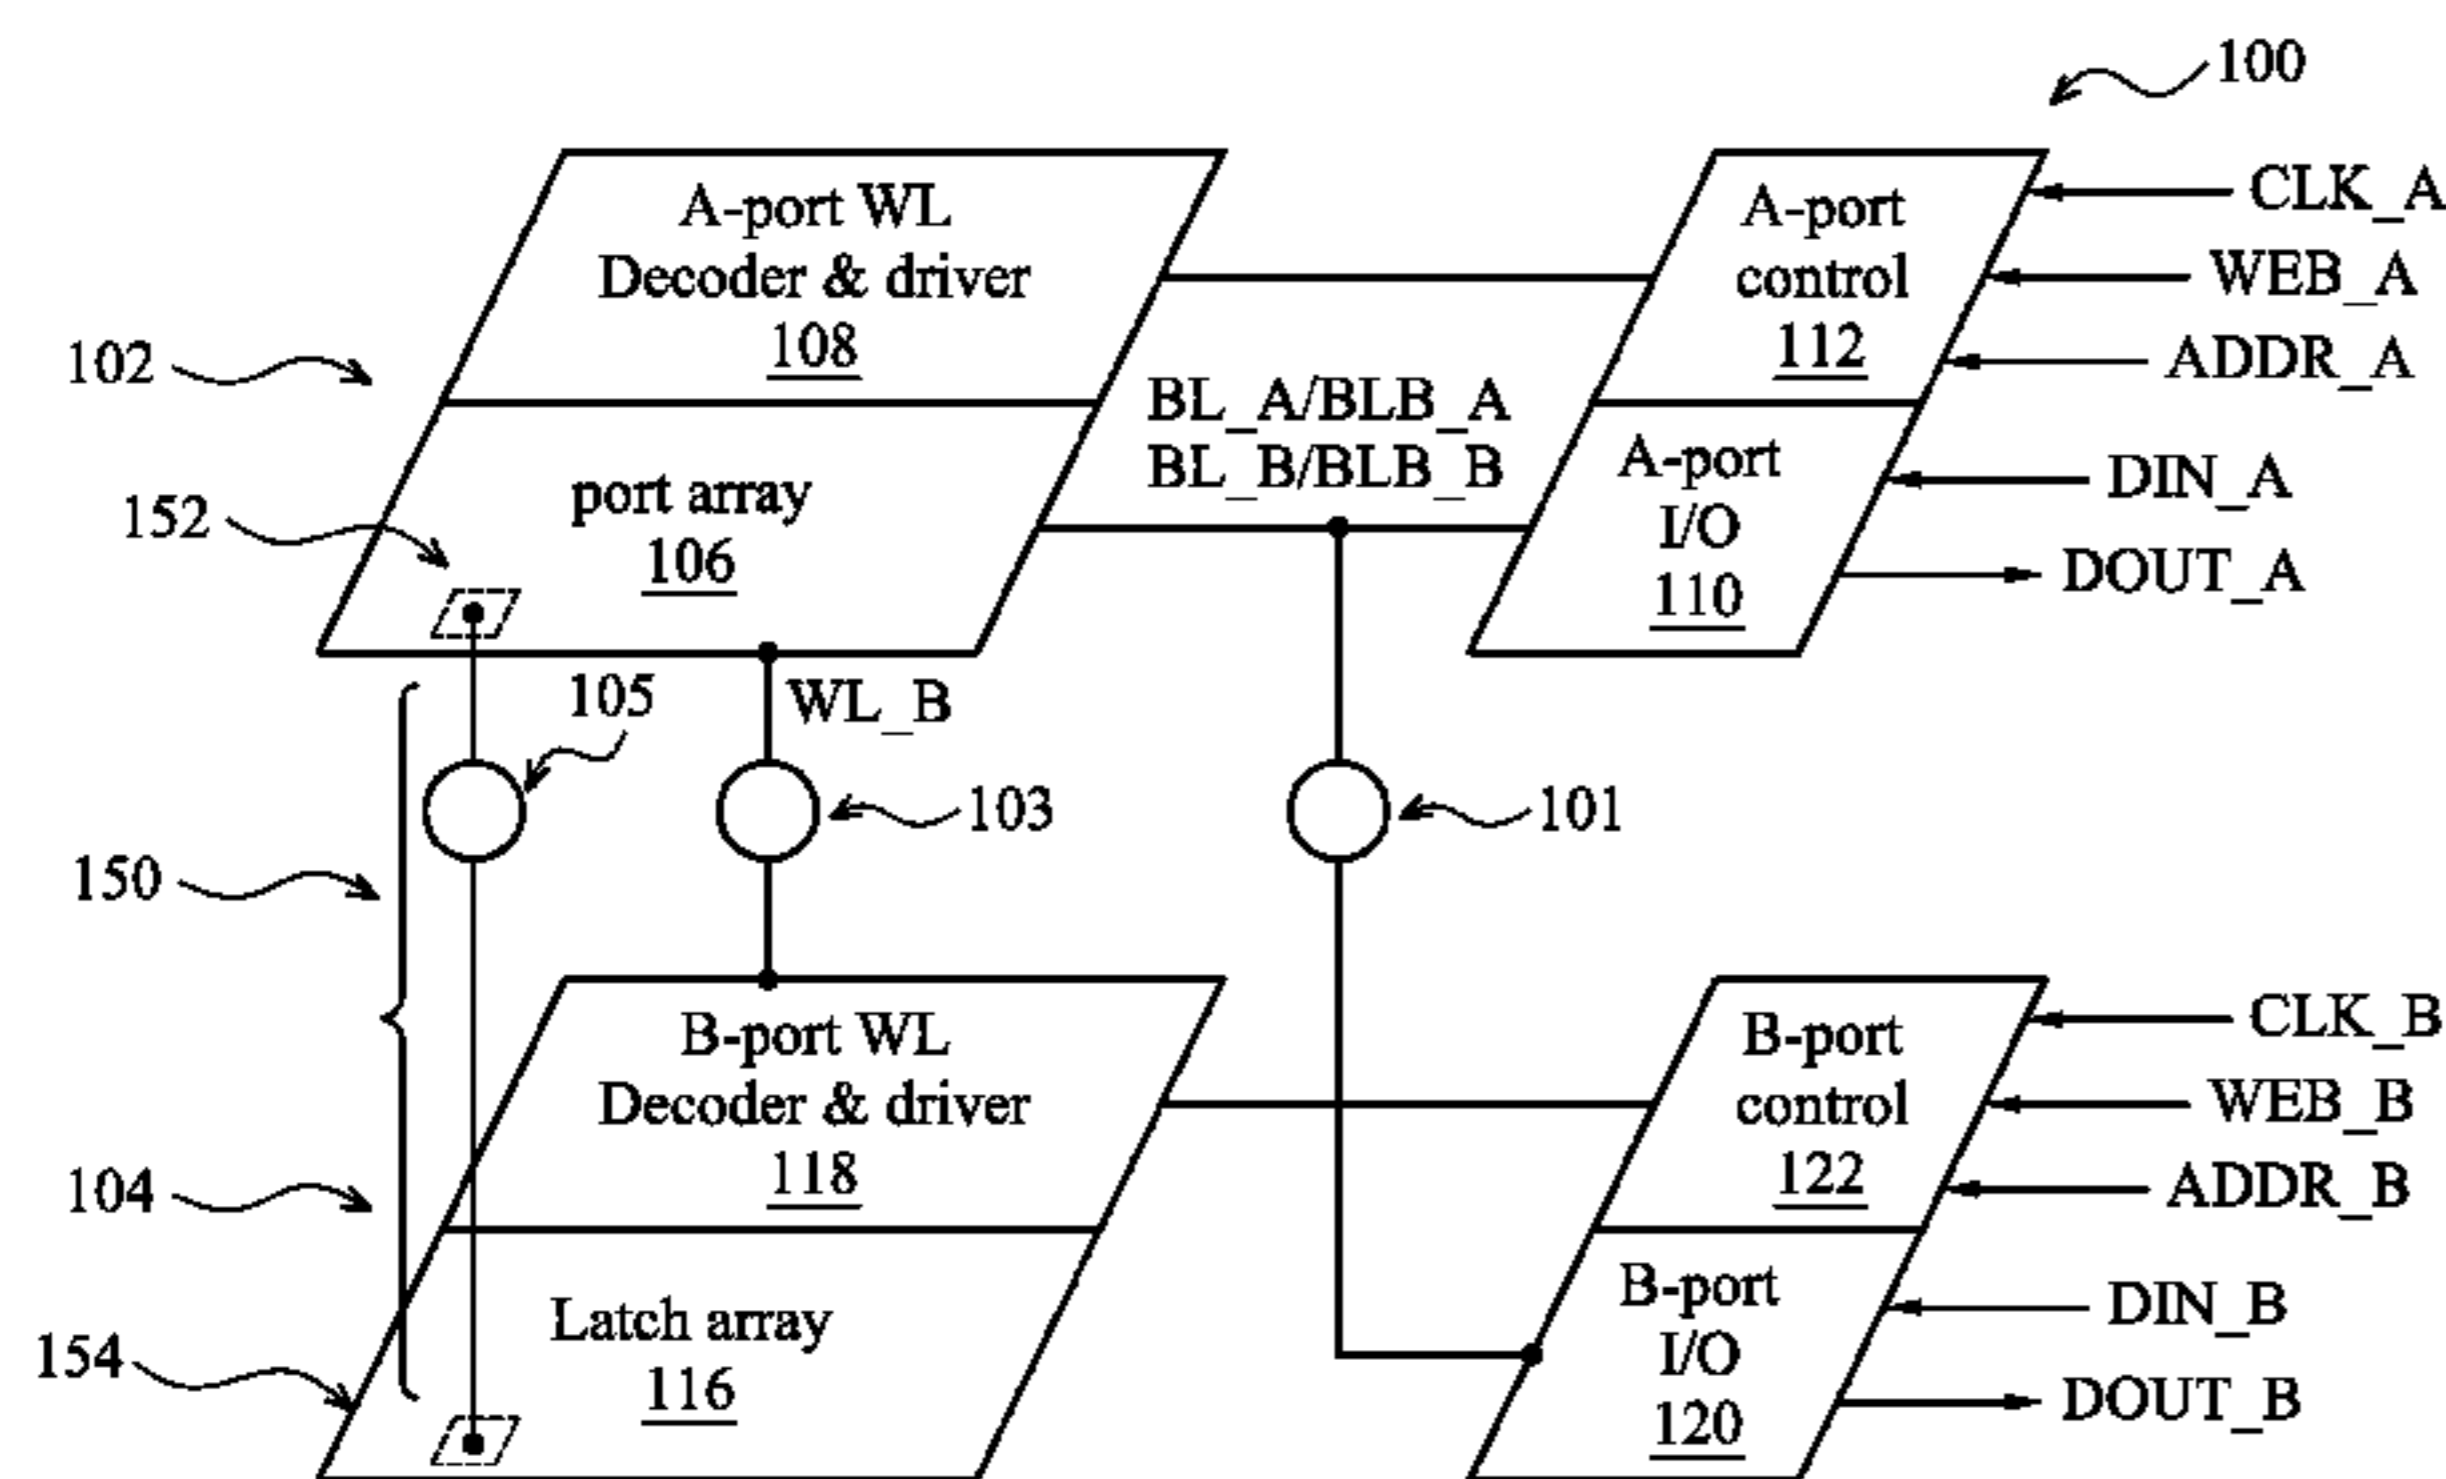 100
A-port WL
Decoder & driver
108
A-port
control
112
CLK_A
WEB_A
ADDR_A
102
BL_A/BLB_A
BL_B/BLB_B
152
port array
106
A-port
I/O
110
DIN_A
DOUT_A
105
WL_B
103
101
150
B-port WL
Decoder & driver
118
B-port
control
122
CLK_B
WEB_B
ADDR_B
104
154
Latch array
116
B-port
I/O
120
DIN_B
DOUT_B